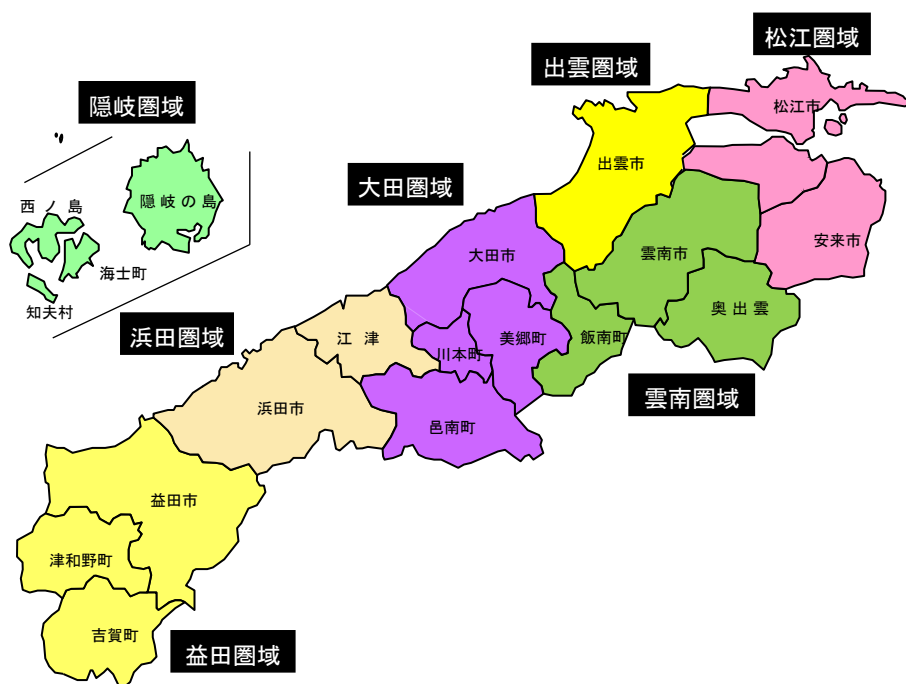 松江圏域
出雲圏域
隠岐圏域
松江市
出雲市
大田圏域
隠岐の島
西ノ島
大田市
雲南市
安来市
海士町
知夫村
奥出雲
浜田圏域
江津
川本町
美郷町
飯南町
雲南圏域
浜田市
邑南町
益田市
津和野町
吉賀町
益田圏域